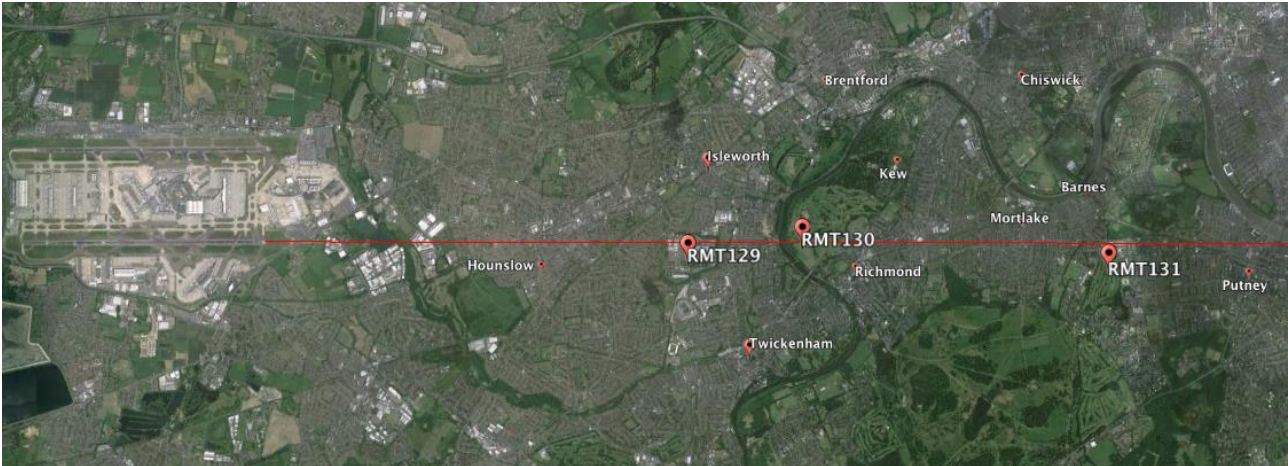 Brentford
Chiswick
Isleworth
Kew
Barnes
Mortlake
RMT130
RMT129
Hounslow
Richmond
RMT131
Putney
Twickenham